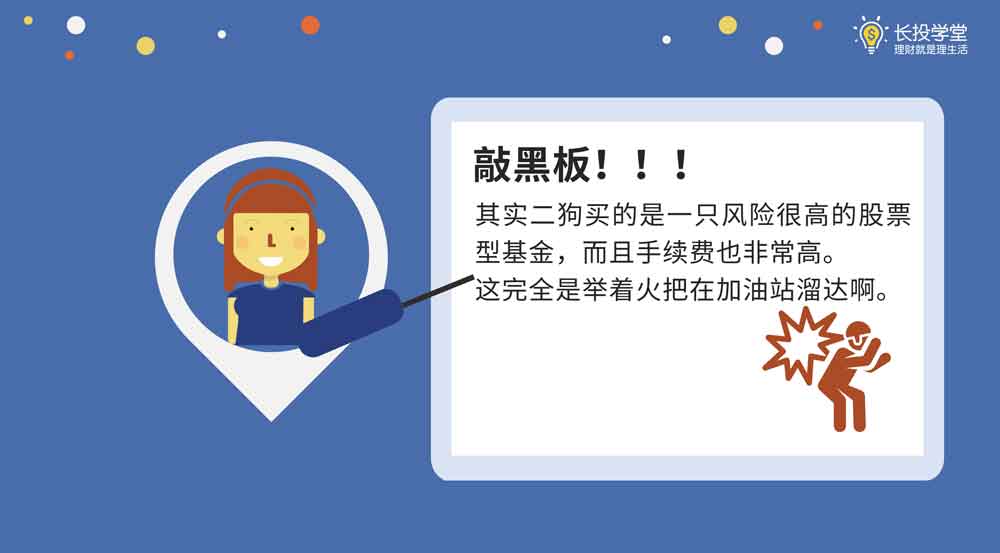 长投学堂
理财就是理生活
敲黑板！！！
其实二狗买的是一只风险很高的股票
型基金，而且手续费也非常高。
这完全是举着火把在加油站溜达啊。